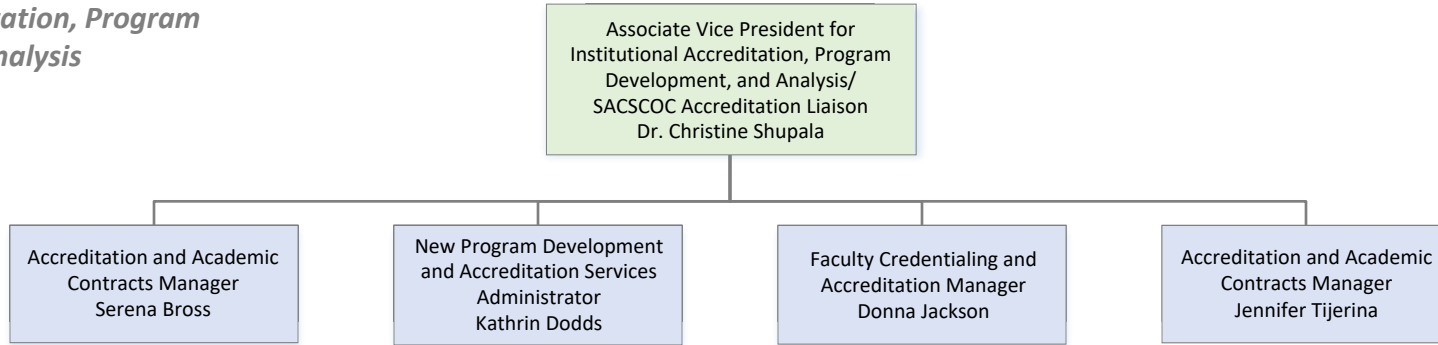 ation, Program
nalysis
Associate Vice President for
Institutional Accreditation, Program
Development, and Analysis/
SACSCOC Accreditation Liaison
Dr. Christine Shupala
Accreditation and Academic
Contracts Manager
Serena Bross
New Program Development
and Accreditation Services
Administrator
Kathrin Dodds
Faculty Credentialing and
Accreditation Manager
Donna Jackson
Accreditation and Academic
Contracts Manager
Jennifer Tijerina